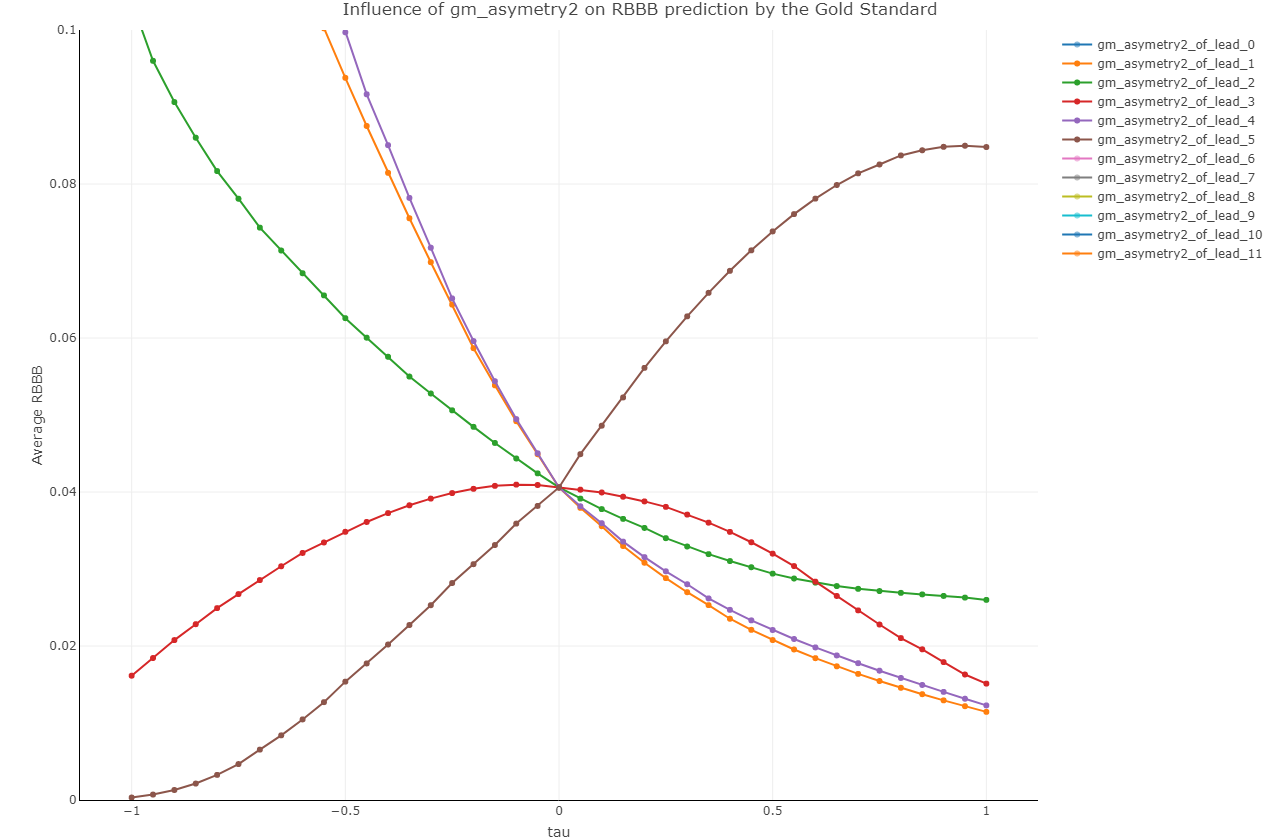 Influence of gm_asymetry2 on RBBB prediction by the Gold Standard
gm_asymetry2_of_lead_0
gm_asymetry2_of_lead_1
gm_asymetry2_of_lead_2
gm_asymetry2_of_lead_3
gm_asymetry2_of_lead_4
gm_asymetry2_of_lead_5
gm_asymetry2_of_lead_6
gm_asymetry2_of_lead_7
gm_asymetry2_of_lead_8
gm_asymetry2_of_lead_9
gm_asymetry2_of_lead_10
gm_asymetry2_of_lead_11
Average RBBB
0.1
0.08
0.06
0.04
0.02
0
−1
−0.5
0
0.5
1
tau